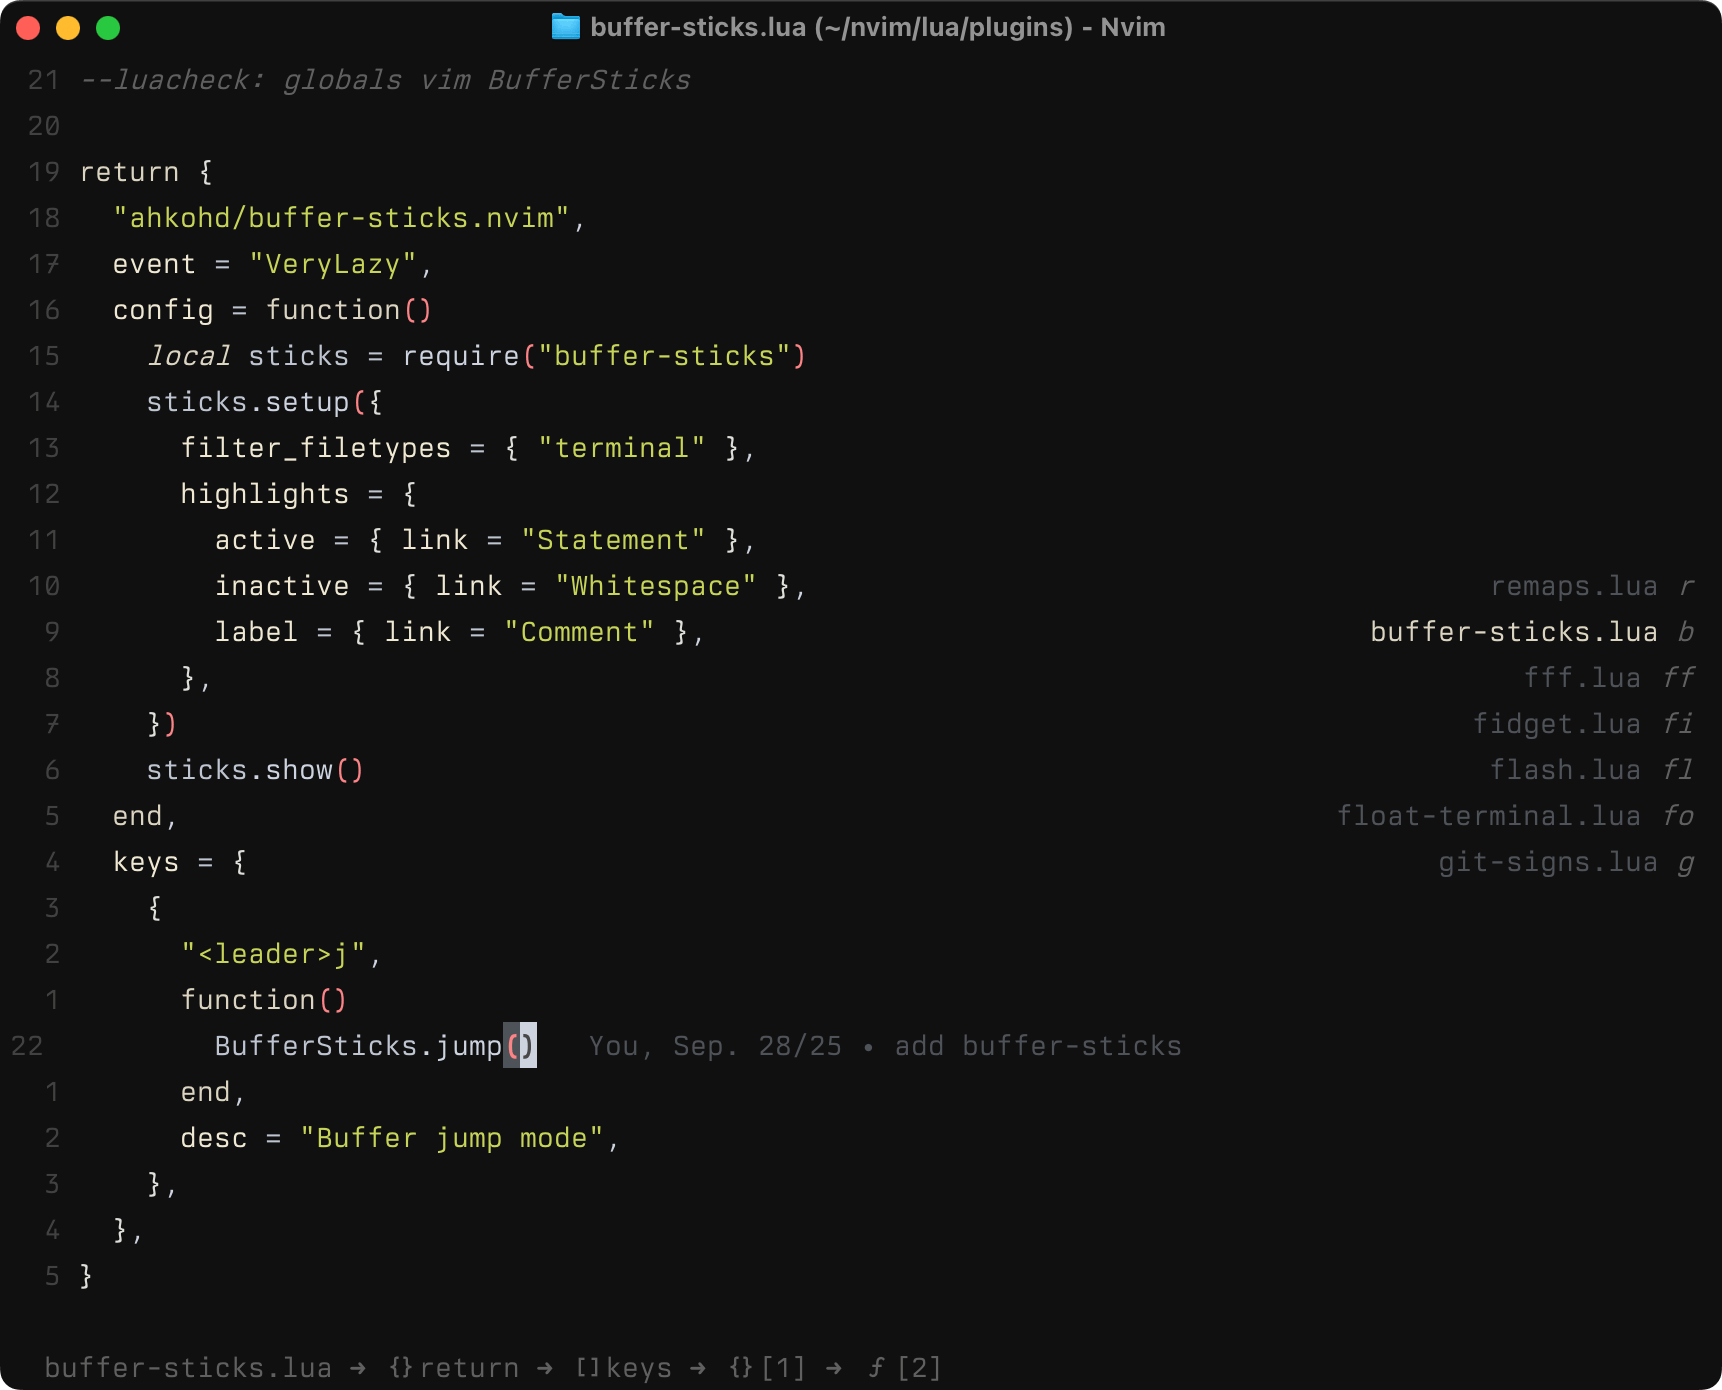 buffer-sticks.lua (~/nvim/lua/plugins) - Nvim
21 --luacheck: globals vim BufferSticks
20
19 return {
18   "ahkohd/buffer-sticks.nvim",
17   event = "VeryLazy",
16   config = function()
15     local sticks = require("buffer-sticks")
14     sticks.setup({
13       filter_filetypes = { "terminal" },
12       highlights = {
11         active = { link = "Statement" },
10         inactive = { link = "Whitespace" }, remaps.lua r
9         label = { link = "Comment" }, buffer-sticks.lua b
8       }, fff.lua ff
7     }) fidget.lua fi
6     sticks.show() flash.lua fl
5   end, float-terminal.lua fo
4   keys = { git-signs.lua g
3     {
2       "<leader>j",
1       function()
22         BufferSticks.jump() You, Sep. 28/25 • add buffer-sticks
1       end,
2       desc = "Buffer jump mode",
3     },
4   },
5 }
buffer-sticks.lua → {} return → [] keys → {} [1] → ƒ [2]